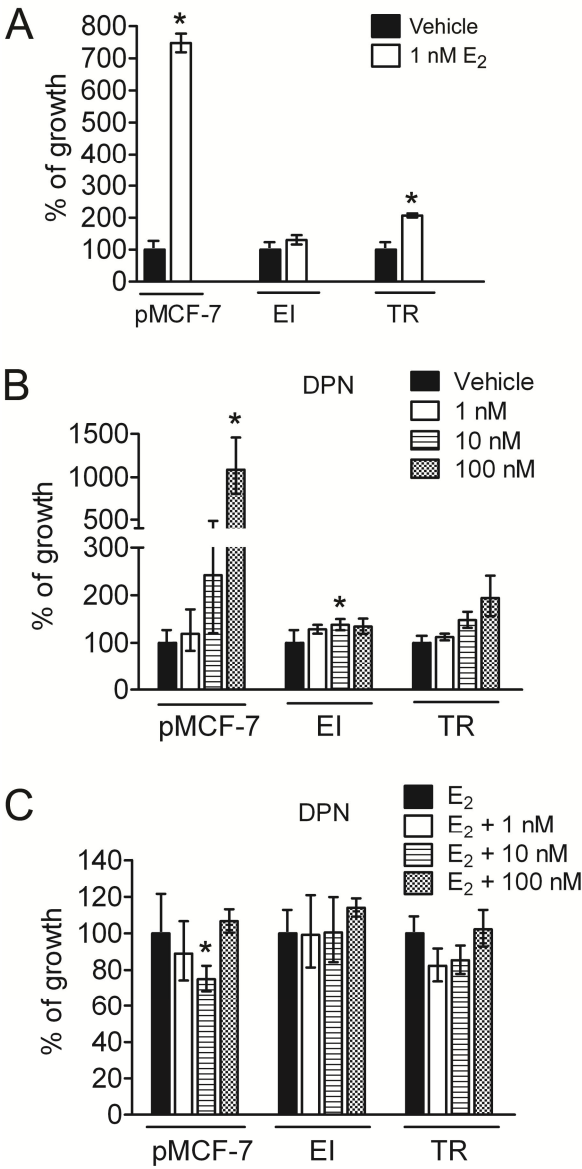 A
Vehicle
1 nM E2
% of growth
800
700
600
500
400
300
200
100
0
*
*
pMCF-7 EI TR
B
DPN
Vehicle
1 nM
10 nM
100 nM
% of growth
1500
1000
500
300
200
100
0
*
*
pMCF-7 EI TR
C
DPN
E2
E2 + 1 nM
E2 + 10 nM
E2 + 100 nM
% of growth
140
120
100
80
60
40
20
0
*
pMCF-7 EI TR